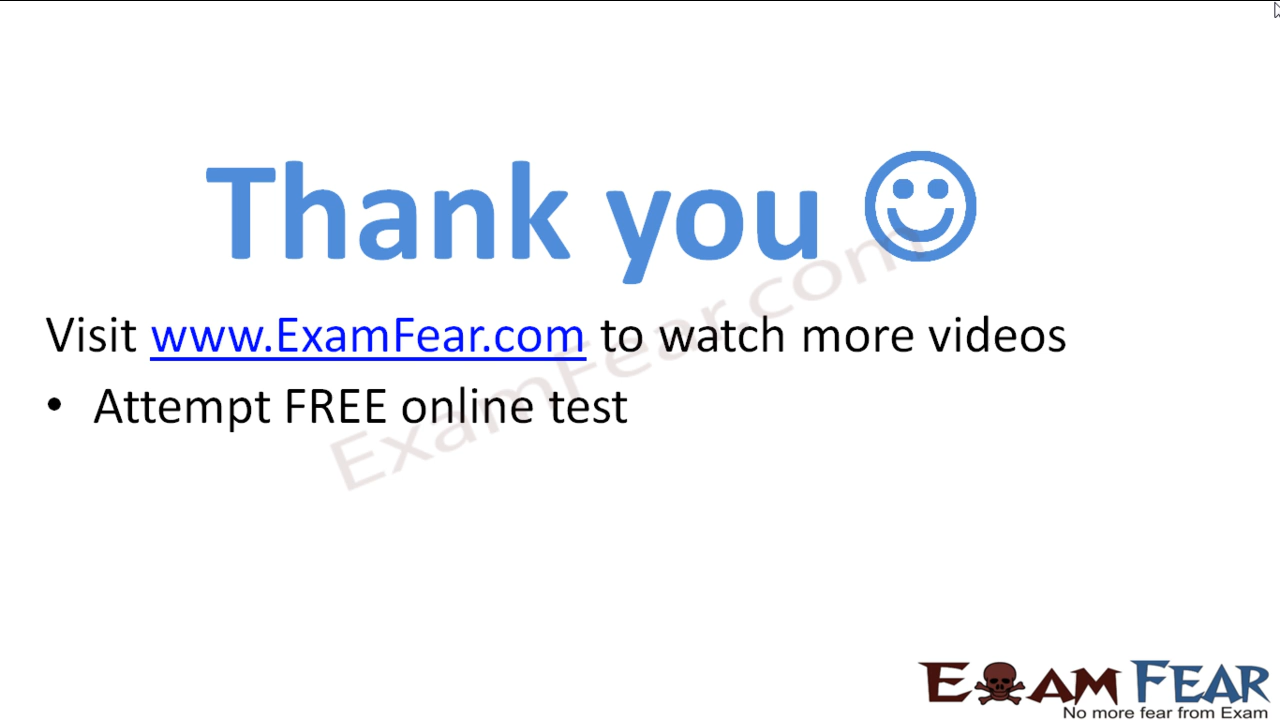 Thank you
Visit www.ExamFear.com to watch more videos
• Attempt FREE online test
ExamFear.com
EXAM FEAR
No more fear from Exam